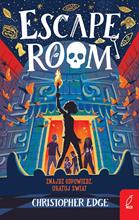 ESCAPE
ROOM
ZNAJDŹ ODPOWIEDŹ,
URATUJ ŚWIAT
CHRISTOPHER EDGE